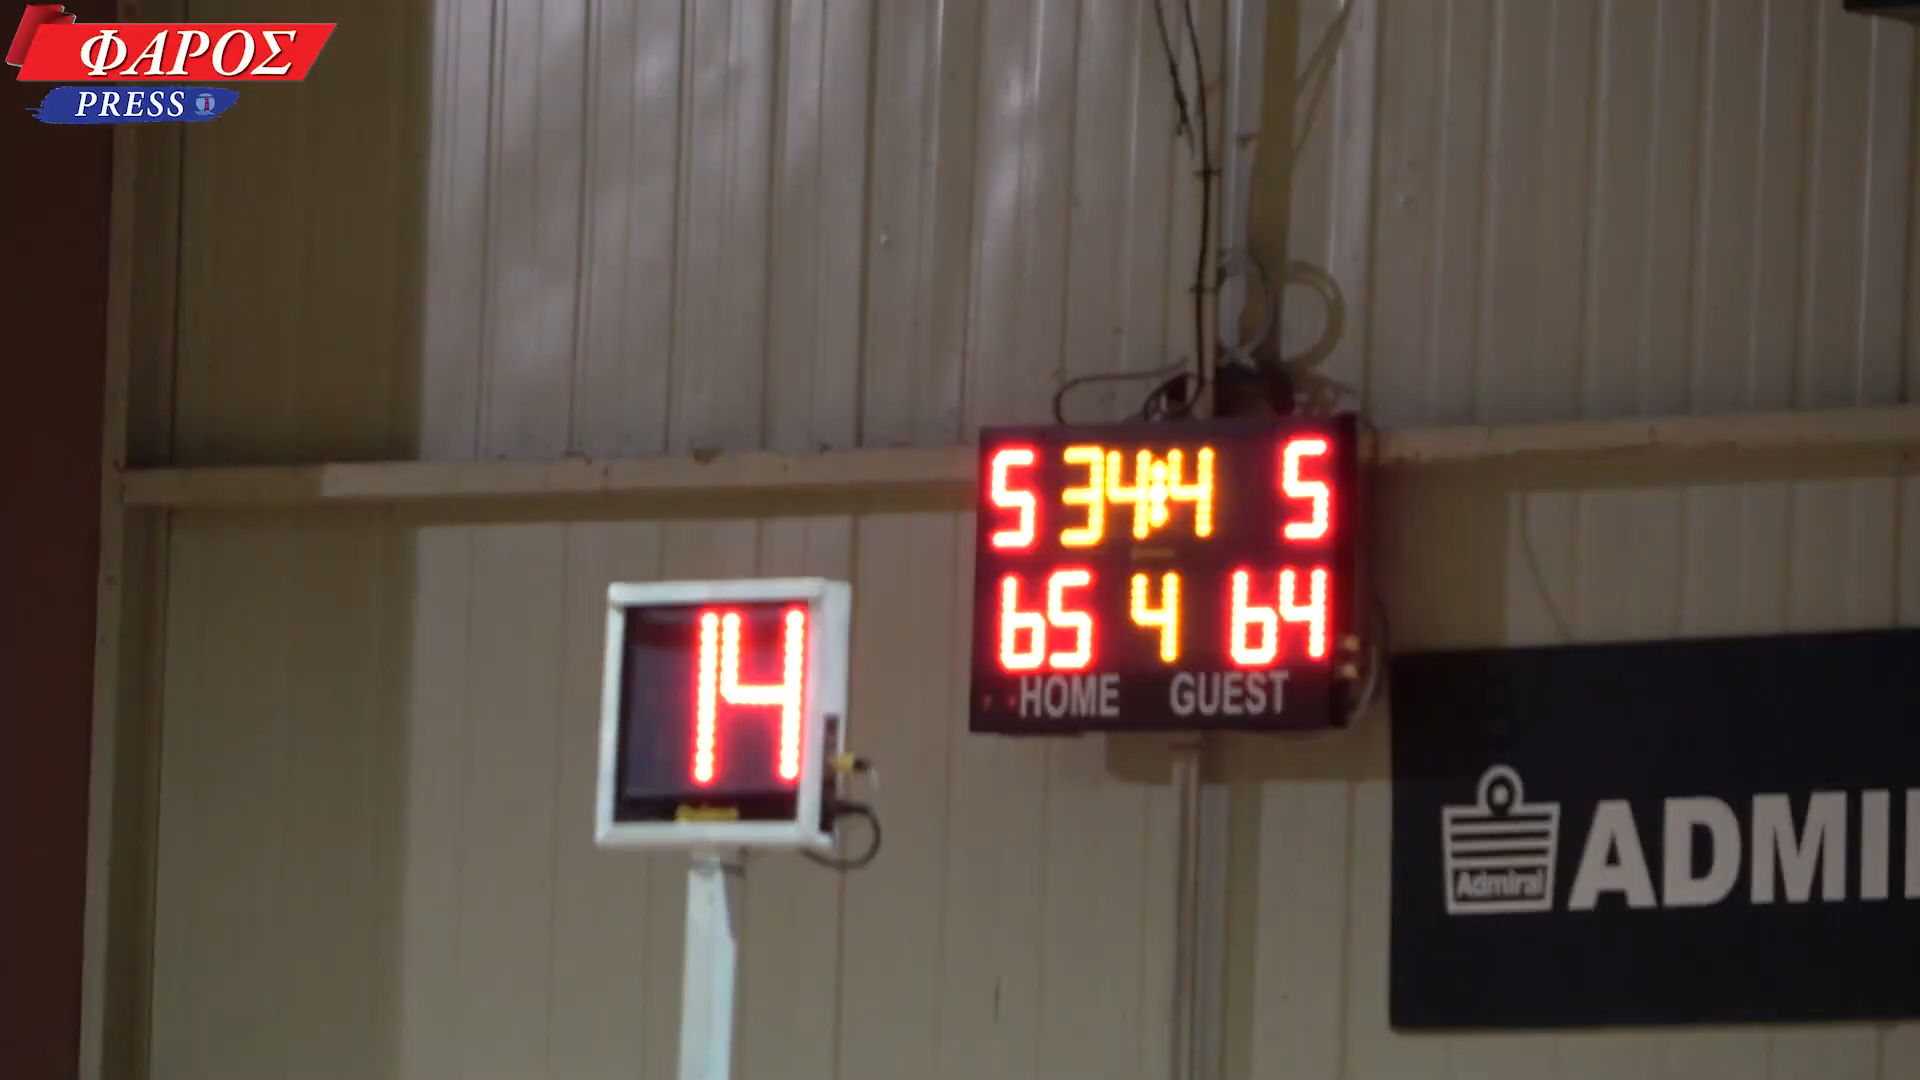 ΦΑΡΟΣ
PRESS
5 34:4 5
65 4 64
HOME GUEST
14
Admiral
ADMI